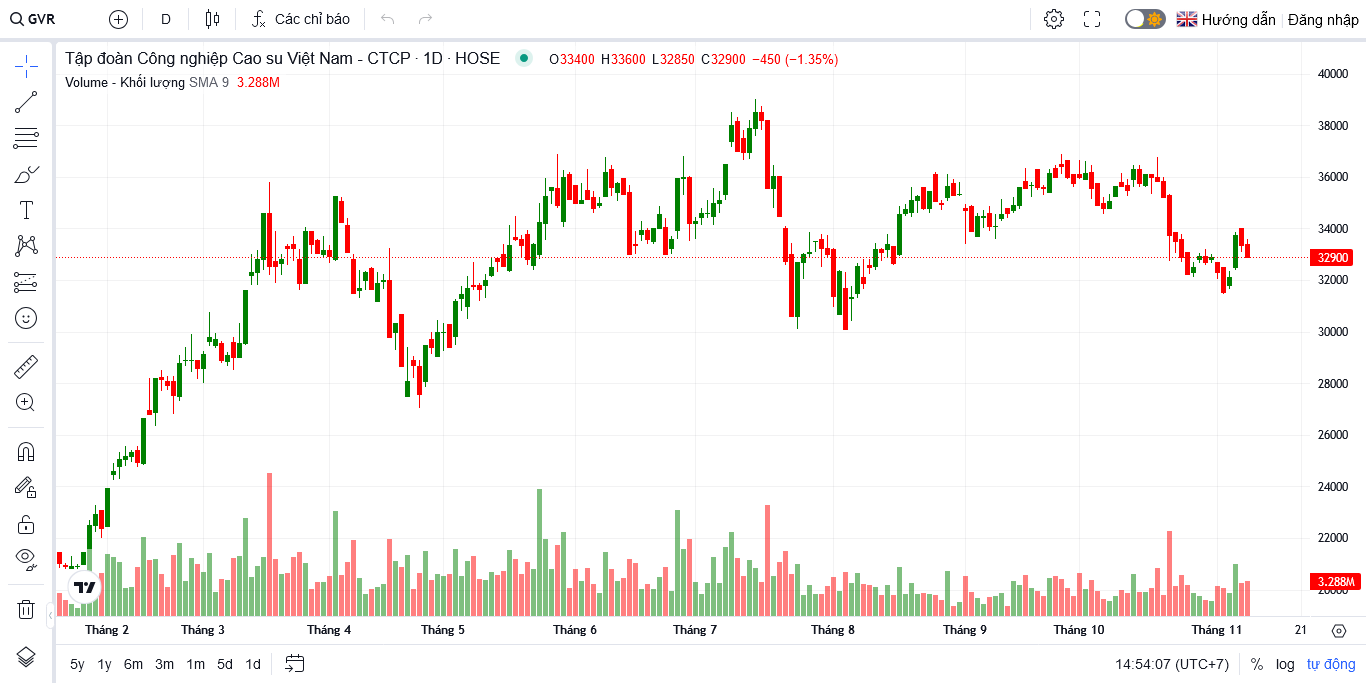 GVR D Các chỉ báo Hướng dẫn Đăng nhập
Tập đoàn Công nghiệp Cao su Việt Nam - CTCP · 1D · HOSE O33400 H33600 L32850 C32900 −450 (−1.35%)
Volume - Khối lượng SMA 9 3.288M
40000
38000
36000
34000
32900
32000
30000
28000
26000
24000
22000
3.288M
20000
Tháng 2 Tháng 3 Tháng 4 Tháng 5 Tháng 6 Tháng 7 Tháng 8 Tháng 9 Tháng 10 Tháng 11 21
5y 1y 6m 3m 1m 5d 1d 14:54:07 (UTC+7) % log tự động